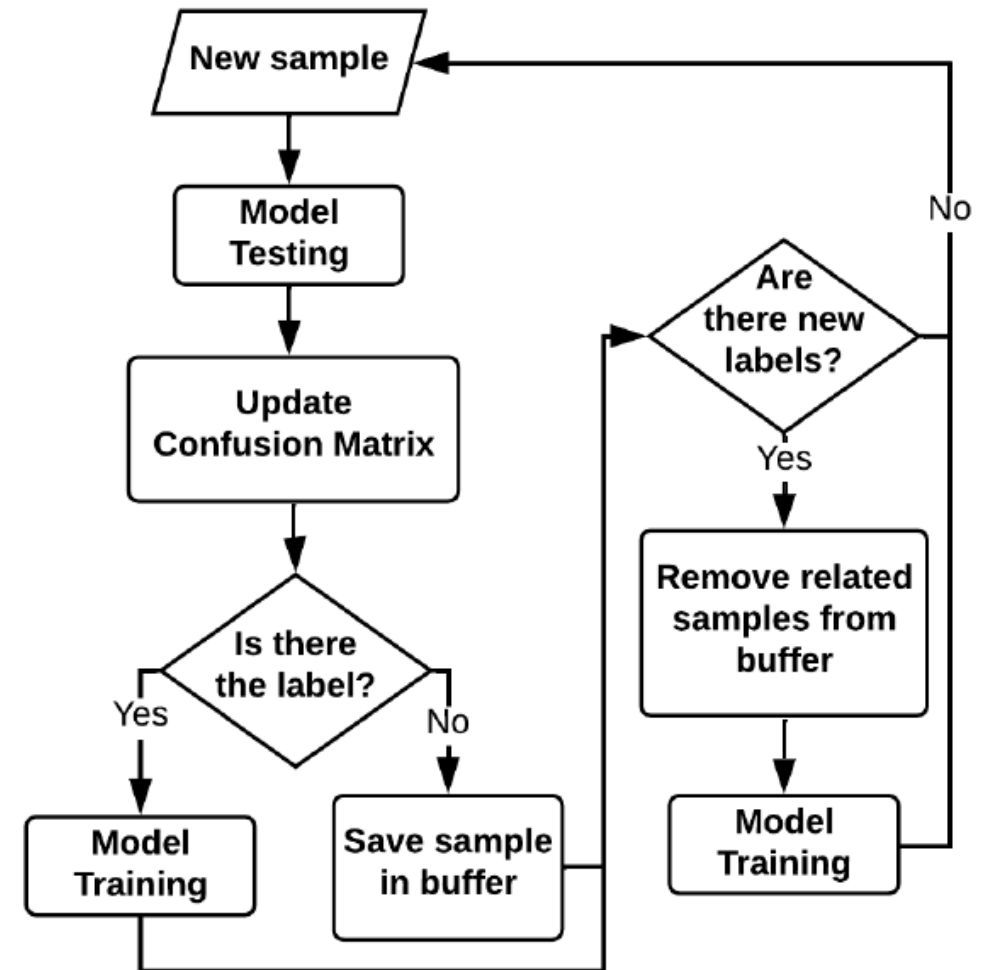 New sample
Model
Testing
Update
Confusion Matrix
Is there
the label?
Yes
No
Model
Training
Save sample
in buffer
Are
there new
labels?
No
Yes
Remove related
samples from
buffer
Model
Training